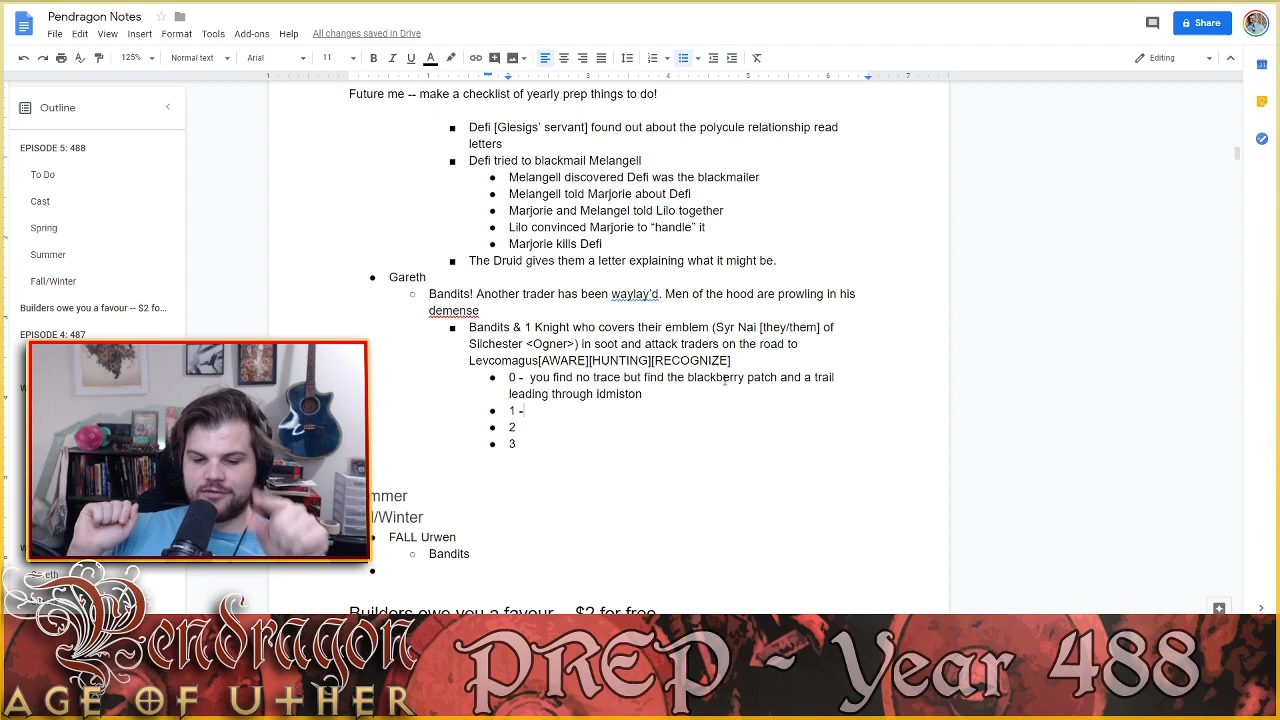 Pendragon Notes
File Edit View Insert Format Tools Add-ons Help All changes saved in Drive
Share
125% Normal text Arial 11 Editing
1 1 2 3 4 5 6 7
Outline
EPISODE 5: 488
To Do
Cast
Spring
Summer
Fall/Winter
Builders owe you a favour -- $2 fo...
EPISODE 4: 487
Future me -- make a checklist of yearly prep things to do!
Defi [Glesigs' servant] found out about the polycule relationship read
letters
Defi tried to blackmail Melangell
Melangell discovered Defi was the blackmailer
Melangell told Marjorie about Defi
Marjorie and Melangel told Lilo together
Lilo convinced Marjorie to “handle” it
Marjorie kills Defi
The Druid gives them a letter explaining what it might be.
Gareth
Bandits! Another trader has been waylay'd. Men of the hood are prowling in his
demense
Bandits & 1 Knight who covers their emblem (Syr Nai [they/them] of
Silchester <Ogner>) in soot and attack traders on the road to
Levcomagus[AWARE][HUNTING][RECOGNIZE]
0 - you find no trace but find the blackberry patch and a trail
leading through idmiston
1 -
2
3
mmer
l/Winter
FALL Urwen
Bandits
Builders owe you a favour -- $2 for free
Pendragon
AGE OF UTHER
PREP - Year 488